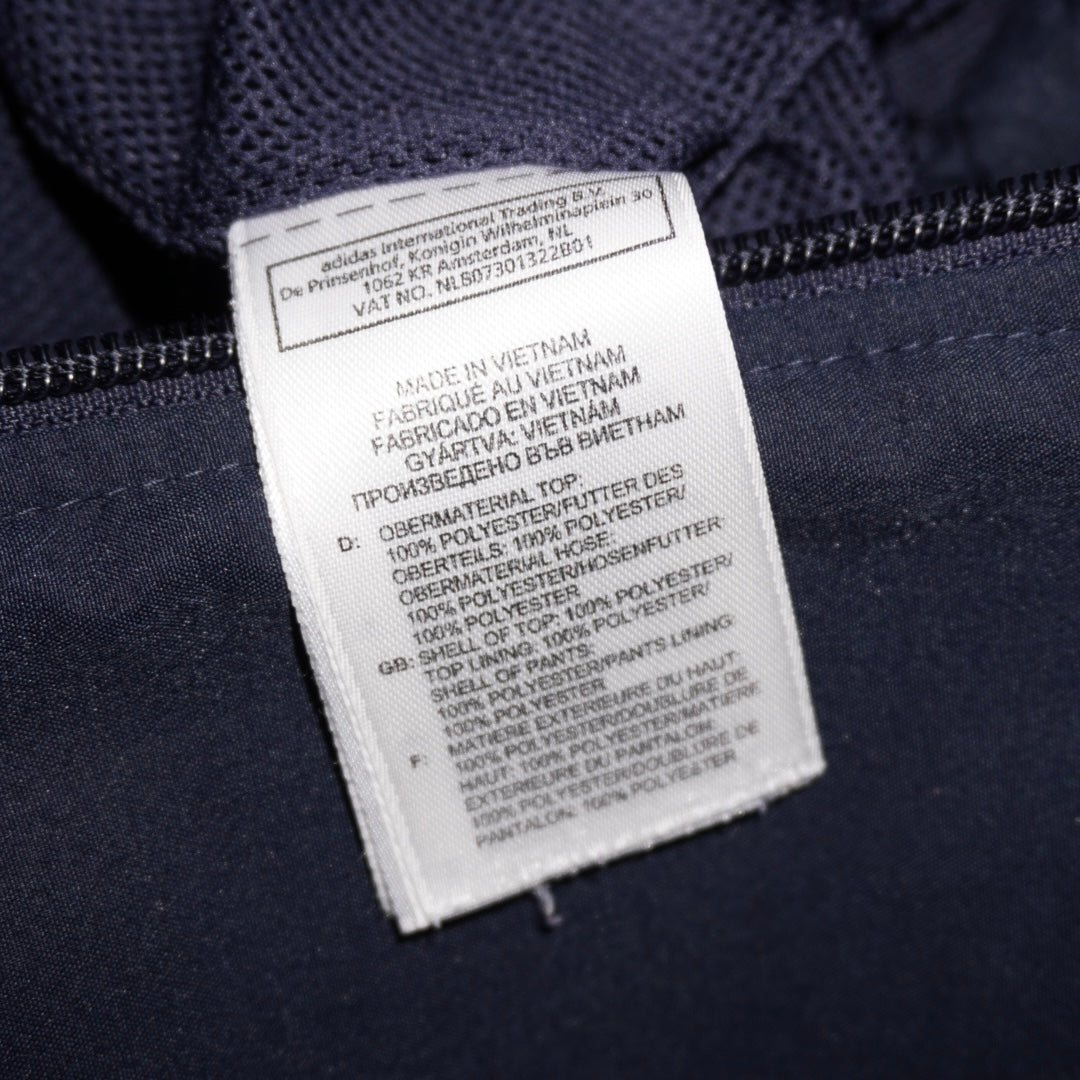 adidas International Trading B.V.
De Prinsenhof, Konigin Wilhelminaplein 30
1062 KR Amsterdam, NL
VAT NO. NL807301322B01
MADE IN VIETNAM
FABRIQUÉ AU VIETNAM
FABRICADO EN VIETNAM
GYÁRTVA: VIETNÁM
ПРОИЗВЕДЕНО ВЪВ ВИЕТНАМ
D: OBERMATERIAL TOP:
100% POLYESTER/FUTTER DES
OBERTEILS: 100% POLYESTER/
OBERMATERIAL HOSE:
100% POLYESTER/HOSENFUTTER
100% POLYESTER
GB: SHELL OF TOP: 100% POLYESTER/
TOP LINING: 100% POLYESTER/
SHELL OF PANTS:
100% POLYESTER/PANTS LINING
100% POLYESTER
F: MATIERE EXTERIEURE DU HAUT:
100% POLYESTER/DOUBLURE DE
HAUT: 100% POLYESTER/MATIERE
EXTERIEURE DU PANTALON:
100% POLYESTER/DOUBLURE DE
PANTALON: 100% POLYESTER